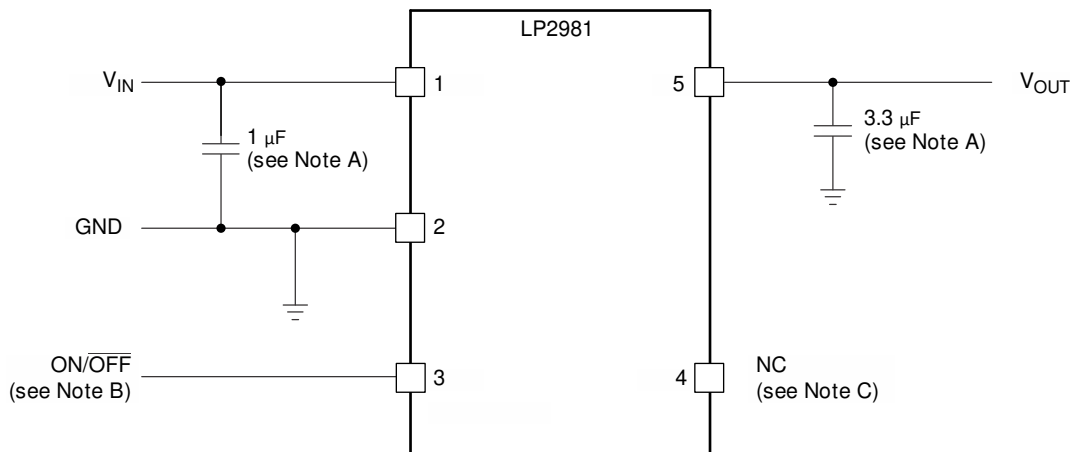 LP2981
V_IN
1
5
V_OUT
1 µF
(see Note A)
3.3 µF
(see Note A)
GND
2
ON/O̅F̅F̅
(see Note B)
3
4
NC
(see Note C)